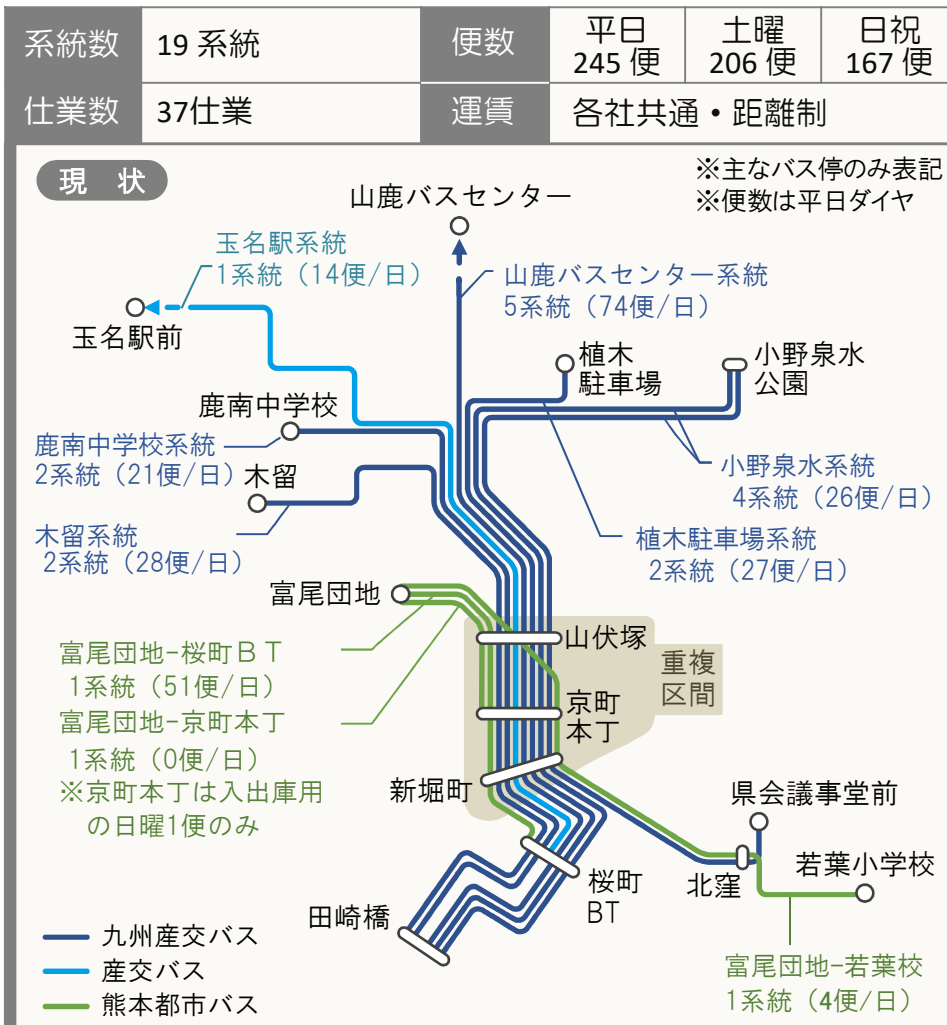 系統数 19 系統 便数 平日 土曜 日祝
245 便 206 便 167 便
仕業数 37仕業 運賃 各社共通・距離制
現 状
※主なバス停のみ表記
※便数は平日ダイヤ
山鹿バスセンター
玉名駅系統
1系統（14便/日）
山鹿バスセンター系統
5系統（74便/日）
玉名駅前
植木
駐車場
小野泉水
公園
鹿南中学校
鹿南中学校系統
2系統（21便/日）
木留
小野泉水系統
4系統（26便/日）
木留系統
2系統（28便/日）
植木駐車場系統
2系統（27便/日）
富尾団地
山伏塚
重複
区間
富尾団地-桜町ＢＴ
1系統（51便/日）
富尾団地-京町本丁
1系統（0便/日）
※京町本丁は入出庫用
の日曜1便のみ
京町
本丁
新堀町
県会議事堂前
北窪
若葉小学校
桜町
BT
田崎橋
九州産交バス
産交バス
熊本都市バス
富尾団地-若葉校
1系統（4便/日）